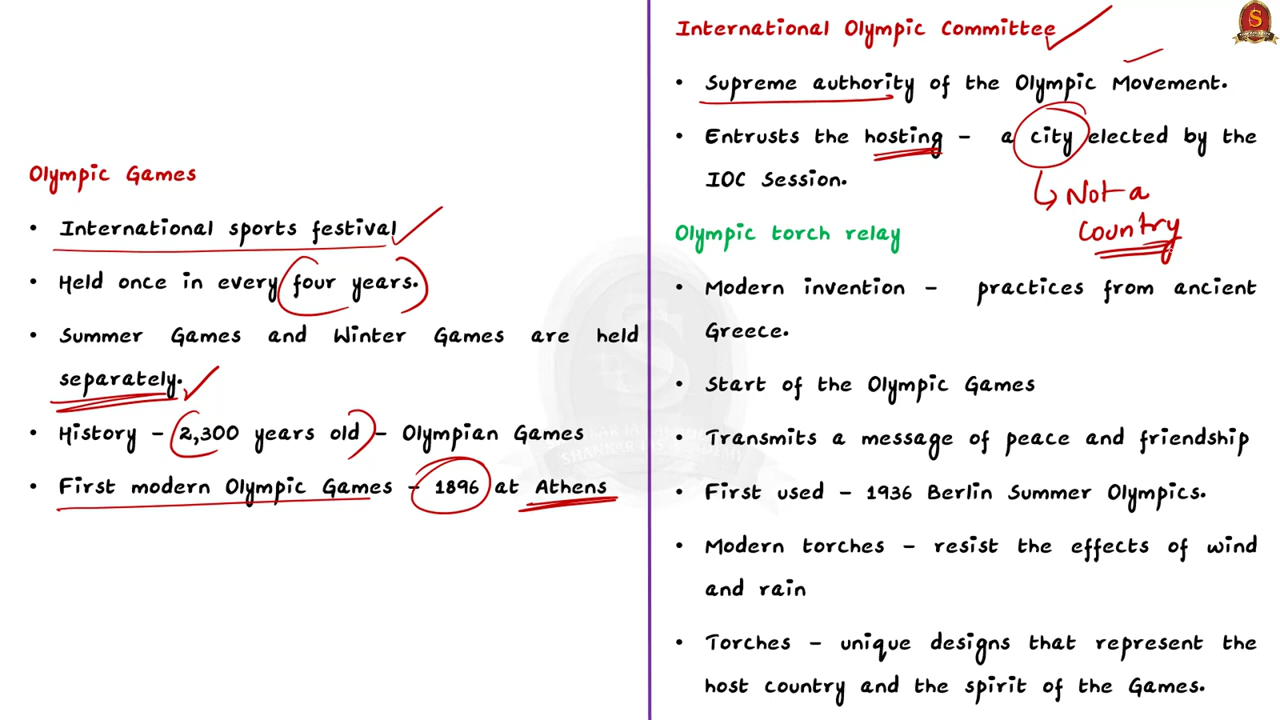 Olympic Games
• International sports festival
• Held once in every four years.
• Summer Games and Winter Games are held
separately.
• History - 2,300 years old - Olympian Games
• First modern Olympic Games - 1896 at Athens
International Olympic Committee
• Supreme authority of the Olympic Movement.
• Entrusts the hosting - a city elected by the
IOC Session.
Not a
country
Olympic torch relay
• Modern invention - practices from ancient
Greece.
• Start of the Olympic Games
• Transmits a message of peace and friendship
• First used - 1936 Berlin Summer Olympics.
• Modern torches - resist the effects of wind
and rain
• Torches - unique designs that represent the
host country and the spirit of the Games.
S